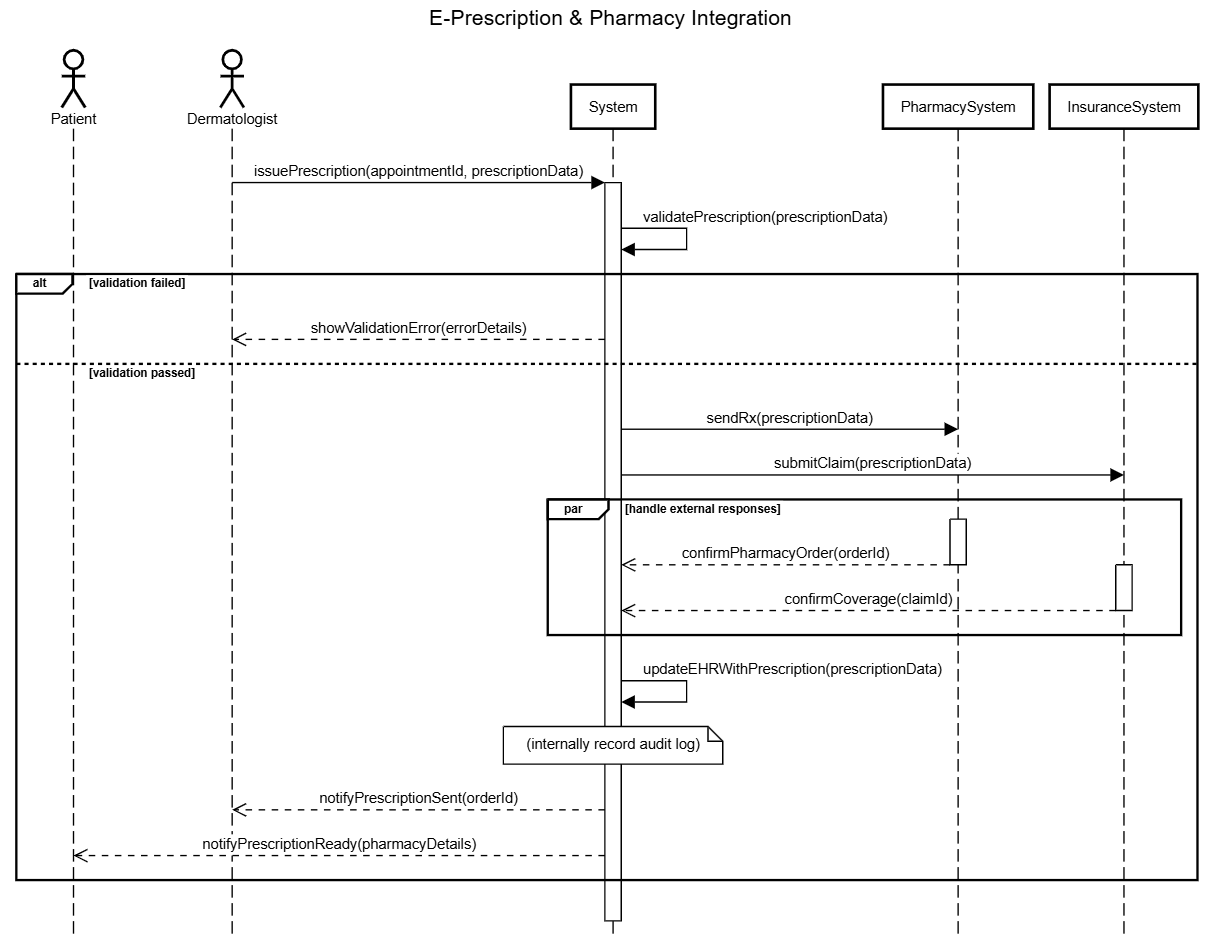 E-Prescription & Pharmacy Integration
Patient
Dermatologist
System
PharmacySystem
InsuranceSystem
issuePrescription(appointmentId, prescriptionData)
validatePrescription(prescriptionData)
alt
[validation failed]
showValidationError(errorDetails)
[validation passed]
sendRx(prescriptionData)
submitClaim(prescriptionData)
par
[handle external responses]
confirmPharmacyOrder(orderId)
confirmCoverage(claimId)
updateEHRWithPrescription(prescriptionData)
(internally record audit log)
notifyPrescriptionSent(orderId)
notifyPrescriptionReady(pharmacyDetails)